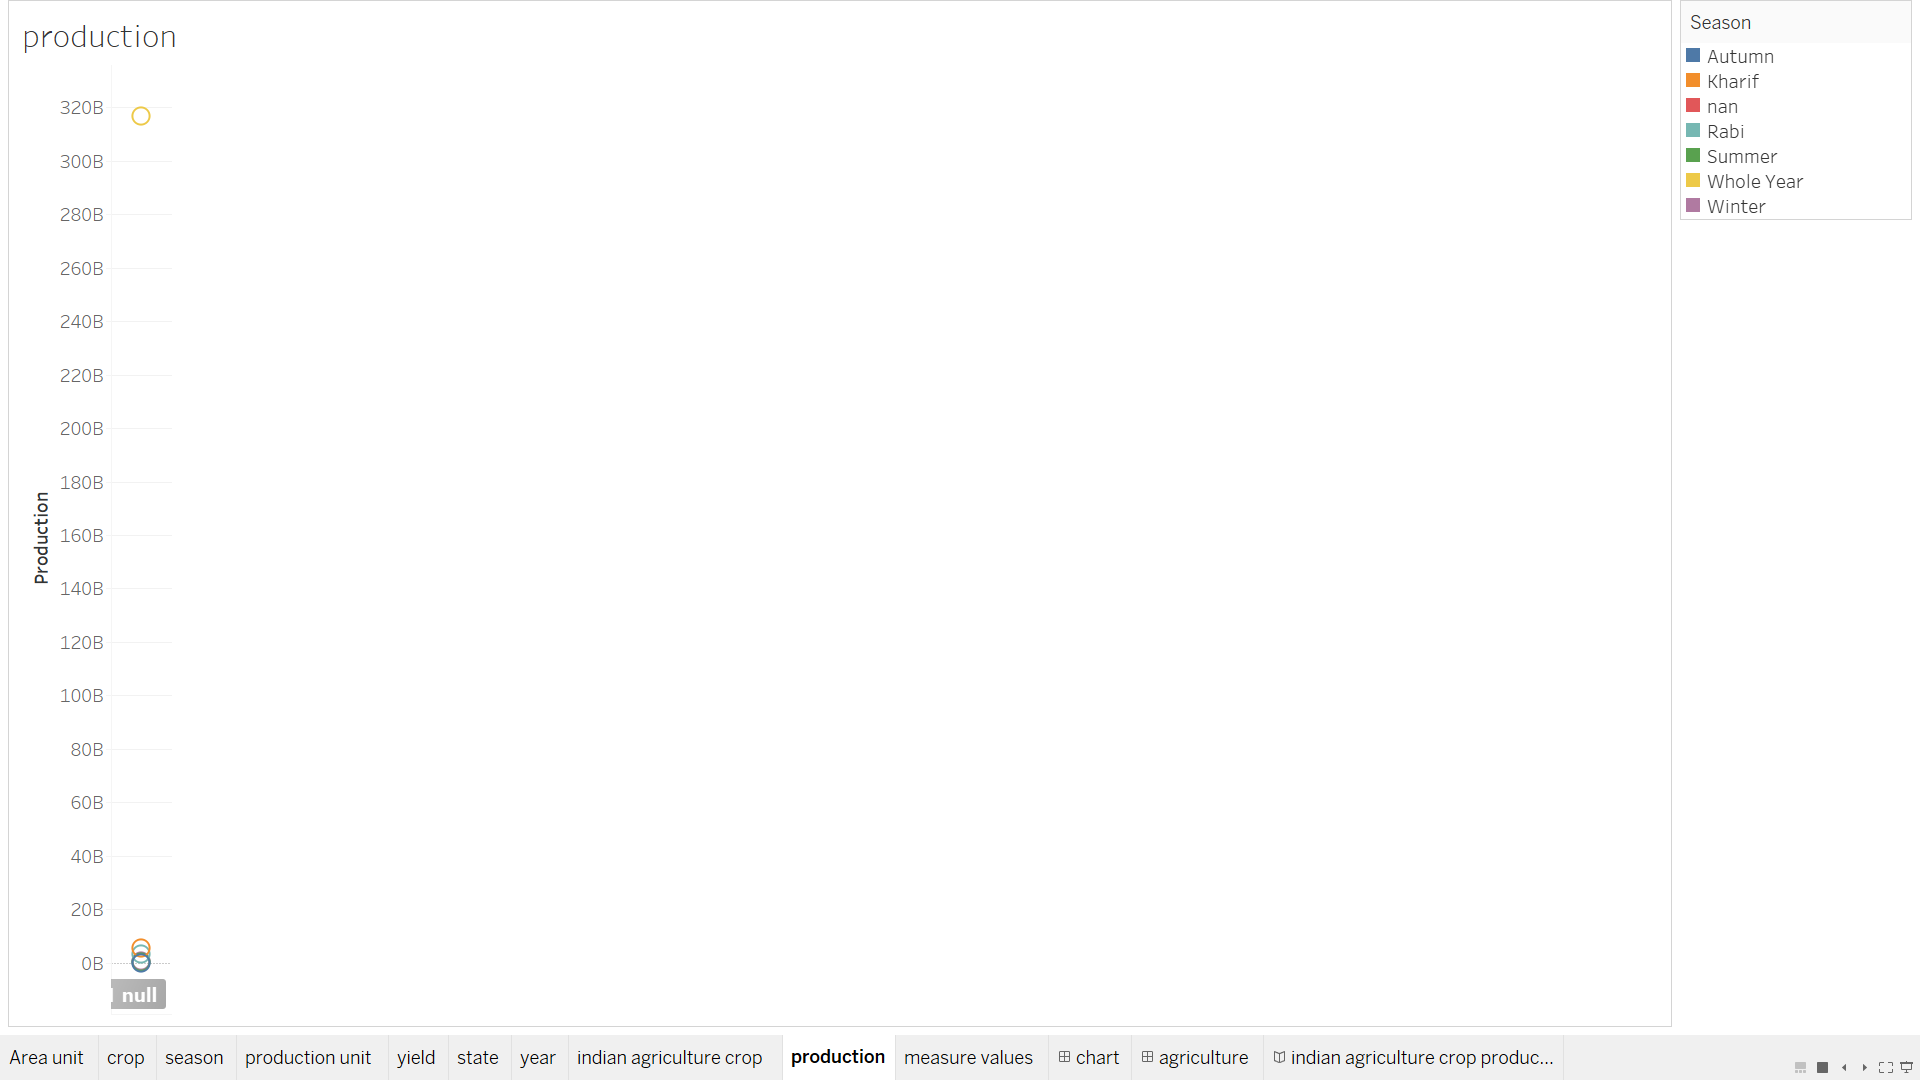 production
320B
300B
280B
260B
240B
220B
200B
180B
160B
140B
120B
100B
80B
60B
40B
20B
0B
Production
null
Season
Autumn
Kharif
nan
Rabi
Summer
Whole Year
Winter
Area unit crop season production unit yield state year indian agriculture crop production measure values chart agriculture indian agriculture crop produc...